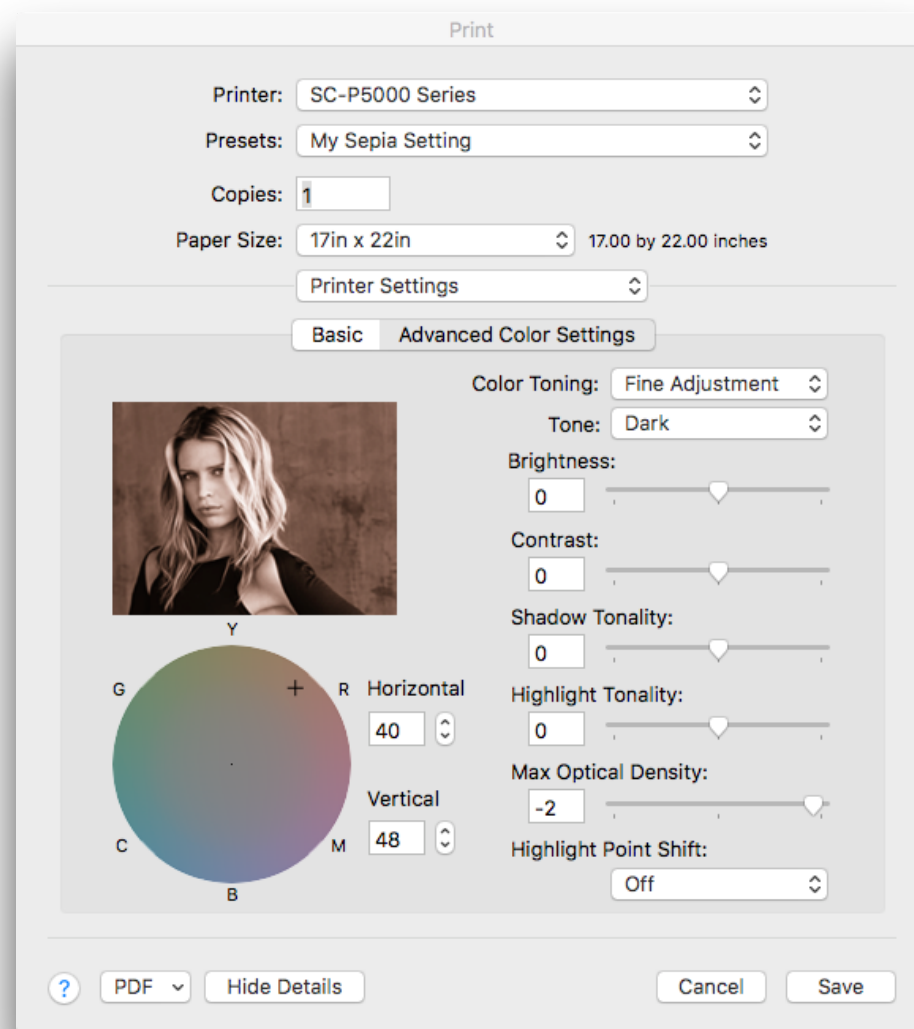 Print
Printer: SC-P5000 Series
Presets: My Sepia Setting
Copies: 1
Paper Size: 17in x 22in 17.00 by 22.00 inches
Printer Settings
Basic Advanced Color Settings
Color Toning: Fine Adjustment
Tone: Dark
Brightness:
0
Contrast:
0
Shadow Tonality:
0
Highlight Tonality:
0
Max Optical Density:
-2
Highlight Point Shift:
Off
Y
G R
C M
B
Horizontal
40
Vertical
48
? PDF Hide Details Cancel Save